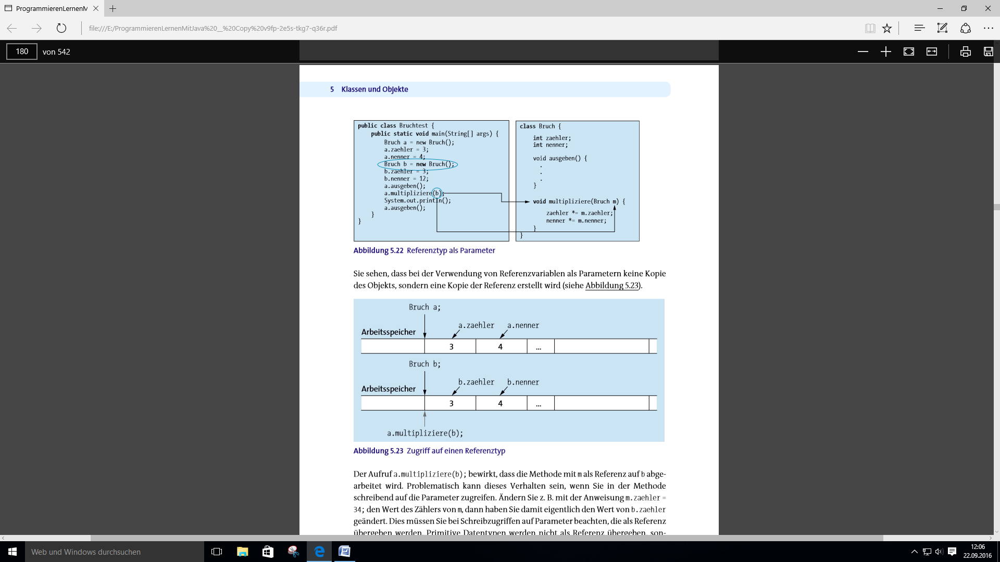 ProgrammierenLernenM
file:///E:/ProgrammierenLernenMitJava%20__%20Copy%20v9fp-2e5s-tkg7-q36r.pdf
180 von 542
5 Klassen und Objekte
public class Bruchtest {
public static void main(String[] args) {
Bruch a = new Bruch();
a.zaehler = 3;
a.nenner = 4;
Bruch b = new Bruch();
b.zaehler = 3;
b.nenner = 12;
a.ausgeben();
a.multipliziere(b);
System.out.println();
a.ausgeben();
}
}
class Bruch {
int zaehler;
int nenner;
void ausgeben() {
.
.
.
}
void multipliziere(Bruch m) {
zaehler *= m.zaehler;
nenner *= m.nenner;
}
}
Abbildung 5.22 Referenztyp als Parameter
Sie sehen, dass bei der Verwendung von Referenzvariablen als Parametern keine Kopie
des Objekts, sondern eine Kopie der Referenz erstellt wird (siehe Abbildung 5.23).
Bruch a;
a.zaehler a.nenner
Arbeitsspeicher
3 4 ...
Bruch b;
b.zaehler b.nenner
Arbeitsspeicher
3 4 ...
a.multipliziere(b);
Abbildung 5.23 Zugriff auf einen Referenztyp
Der Aufruf a.multipliziere(b); bewirkt, dass die Methode mit m als Referenz auf b abge-
arbeitet wird. Problematisch kann dieses Verhalten sein, wenn Sie in der Methode
schreibend auf die Parameter zugreifen. Ändern Sie z. B. mit der Anweisung m.zaehler =
34; den Wert des Zählers von m, dann haben Sie damit eigentlich den Wert von b.zaehler
geändert. Dies müssen Sie bei Schreibzugriffen auf Parameter beachten, die als Referenz
übergeben werden. Primitive Datentypen werden nicht als Referenz übergeben, son-
Web und Windows durchsuchen
12:06
22.09.2016